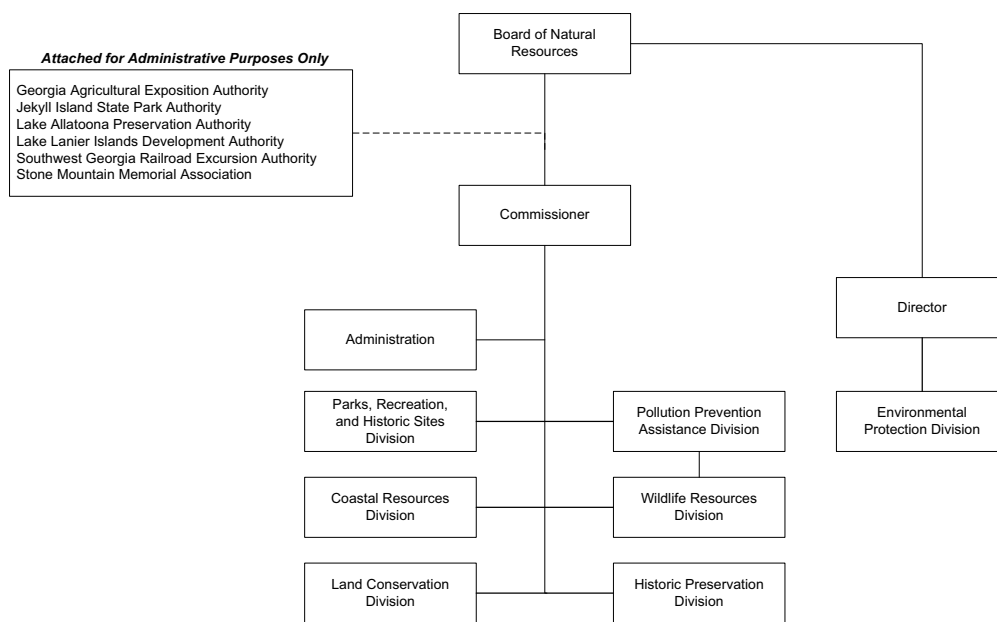 Board of Natural
Resources
Attached for Administrative Purposes Only
Georgia Agricultural Exposition Authority
Jekyll Island State Park Authority
Lake Allatoona Preservation Authority
Lake Lanier Islands Development Authority
Southwest Georgia Railroad Excursion Authority
Stone Mountain Memorial Association
Commissioner
Director
Administration
Parks, Recreation,
and Historic Sites
Division
Pollution Prevention
Assistance Division
Environmental
Protection Division
Coastal Resources
Division
Wildlife Resources
Division
Land Conservation
Division
Historic Preservation
Division